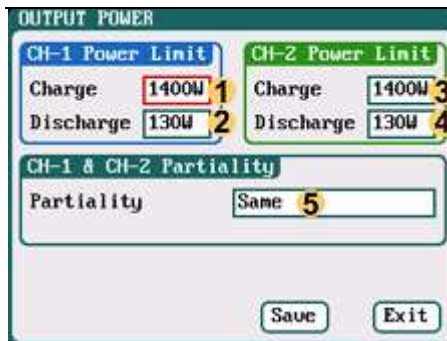 OUTPUT POWER
CH-1 Power Limit CH-2 Power Limit
Charge 1400W 1 Charge 1400W 3
Discharge 130W 2 Discharge 130W 4
CH-1 & CH-2 Partiality
Partiality Same 5
Save Exit